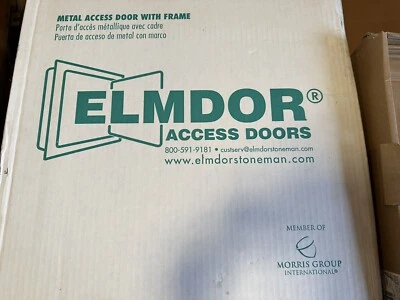 METAL ACCESS DOOR WITH FRAME
Porte d'accès métallique avec cadre
Puerta de acceso de metal con marco
ELMDOR®
ACCESS DOORS
800-591-9181 • custserv@elmdorstoneman.com
www.elmdorstoneman.com
MEMBER OF
MORRIS GROUP
INTERNATIONAL®